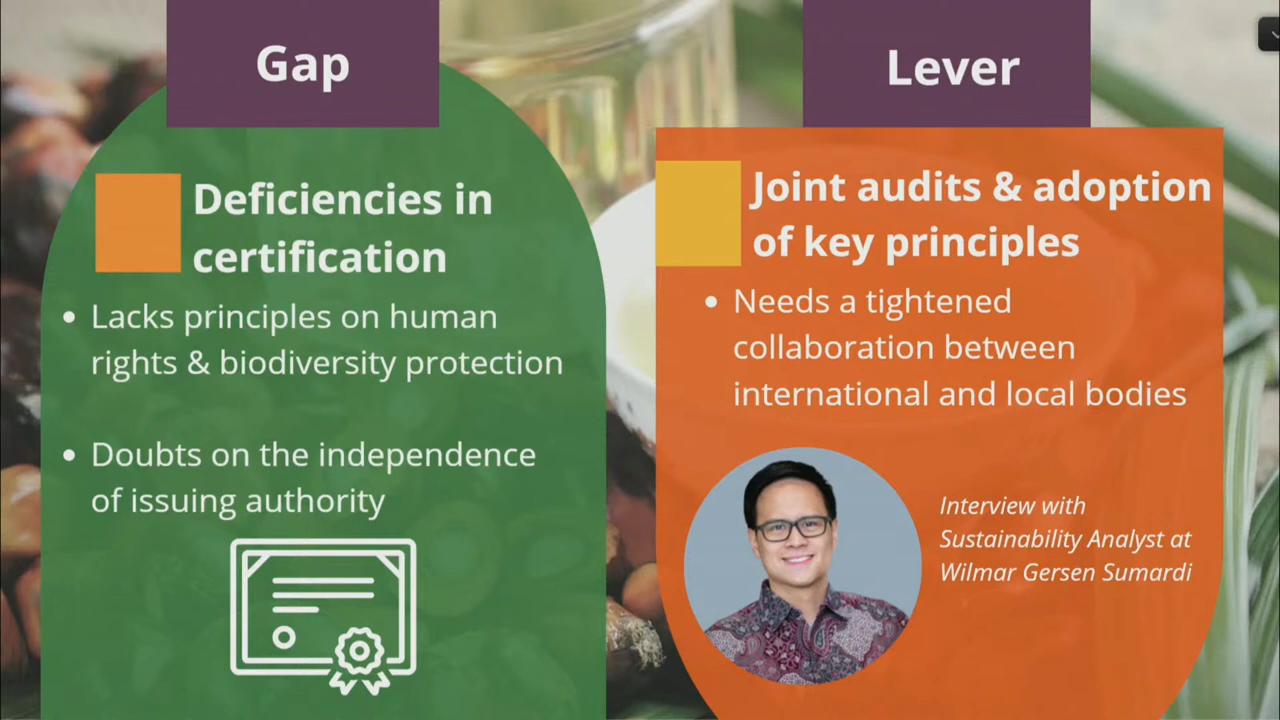 Gap
Deficiencies in
certification
• Lacks principles on human
rights & biodiversity protection
• Doubts on the independence
of issuing authority
Lever
Joint audits & adoption
of key principles
• Needs a tightened
collaboration between
international and local bodies
Interview with
Sustainability Analyst at
Wilmar Gersen Sumardi